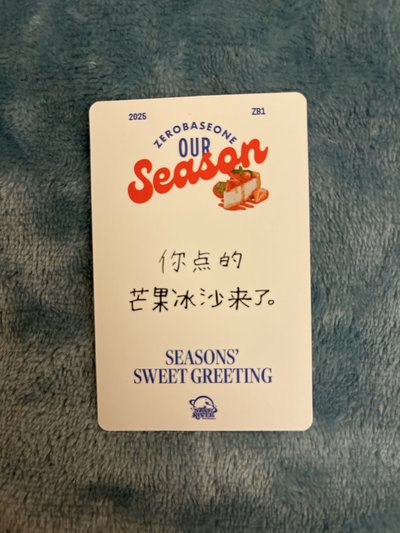 2025 ZB1
ZEROBASEONE
OUR
Season
你点的
芒果冰沙来了。
SEASONS'
SWEET GREETING